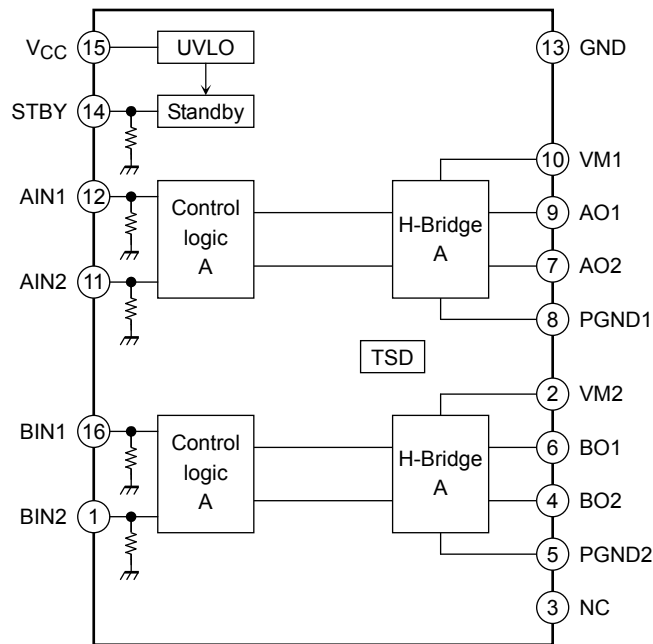 VCC 15 UVLO 13 GND
STBY 14 Standby
10 VM1
AIN1 12 Control logic A H-Bridge A 9 AO1
AIN2 11 7 AO2
8 PGND1
TSD
2 VM2
BIN1 16 Control logic A H-Bridge A 6 BO1
BIN2 1 4 BO2
5 PGND2
3 NC